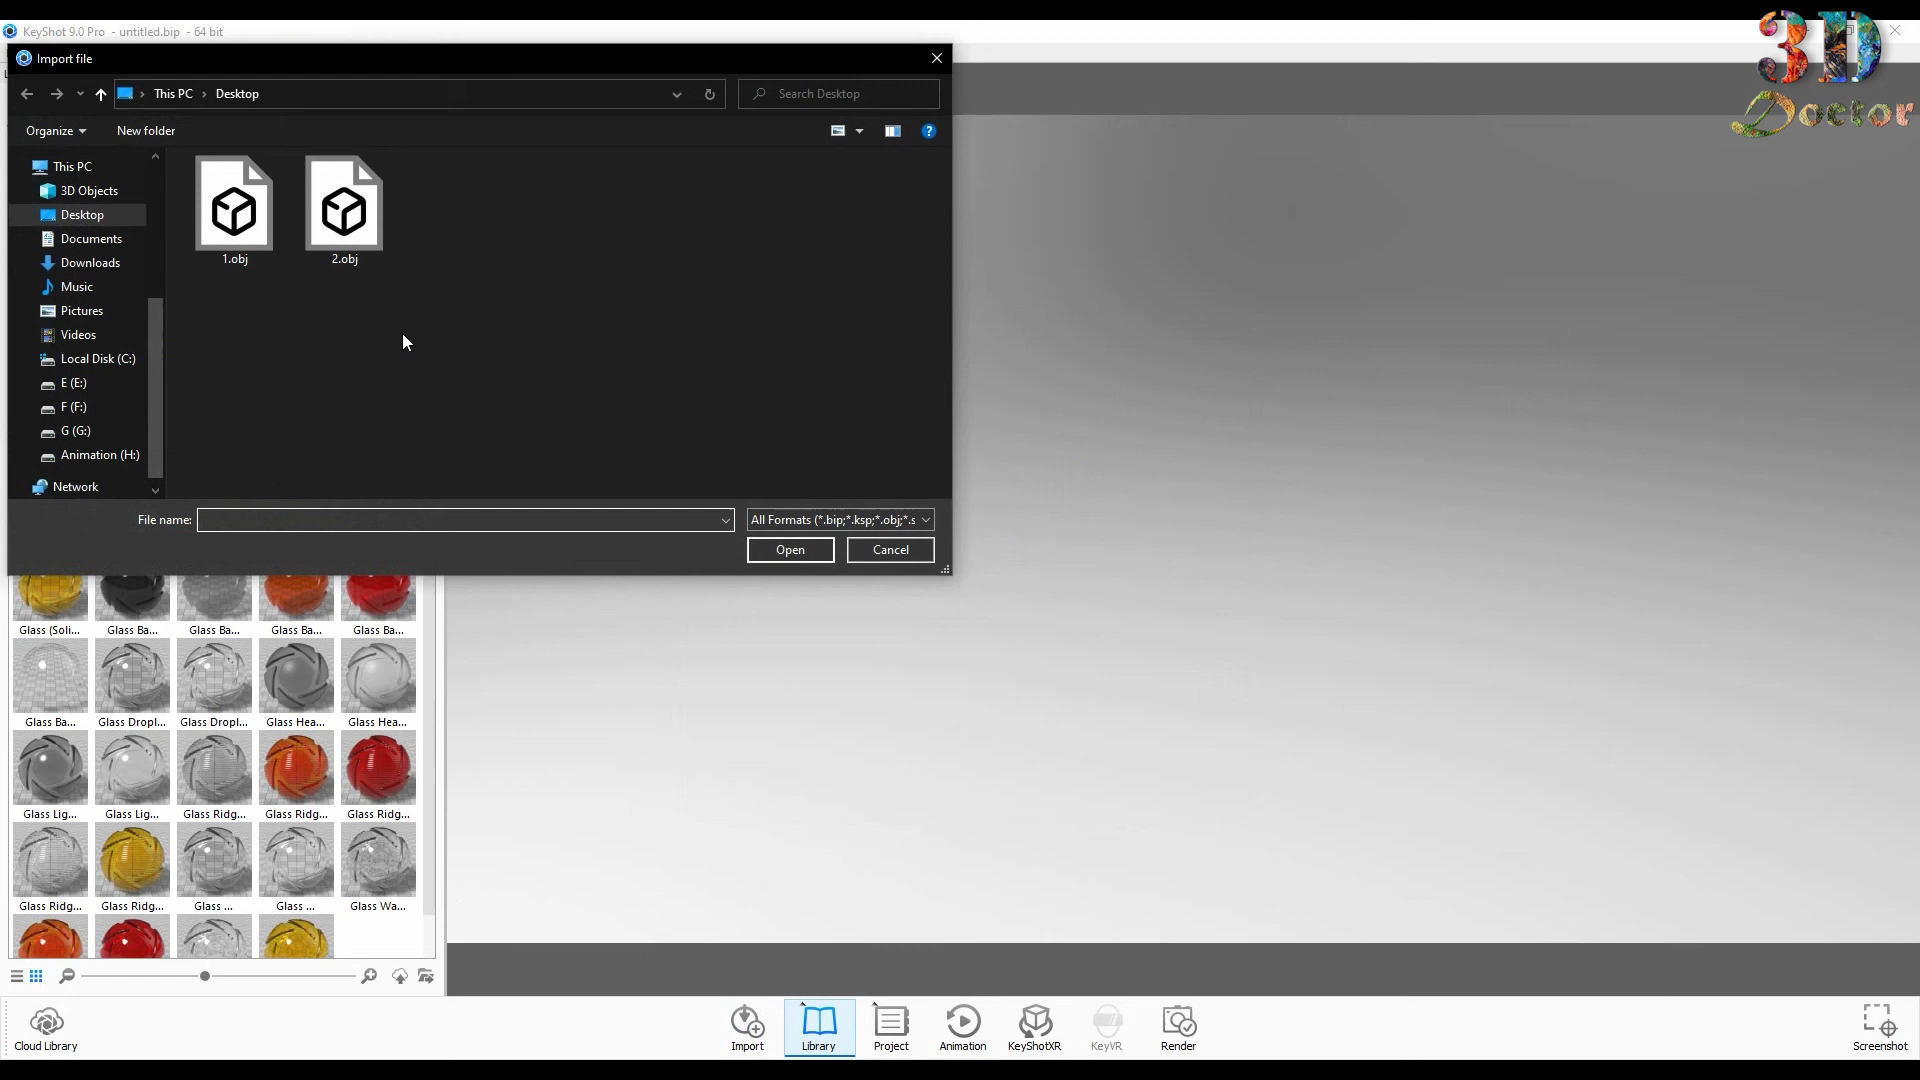 KeyShot 9.0 Pro - untitled.bip - 64 bit
3D
Doctor
Import file
This PC
Desktop
Search Desktop
Organize
New folder
This PC
3D Objects
Desktop
Documents
Downloads
Music
Pictures
Videos
Local Disk (C:)
E (E:)
F (F:)
G (G:)
Animation (H:)
Network
1.obj
2.obj
File name:
All Formats (*.bip;*.ksp;*.obj;*.s
Open
Cancel
Glass (Soli... Glass Ba... Glass Ba... Glass Ba... Glass Ba...
Glass Ba... Glass Dropl... Glass Dropl... Glass Hea... Glass Hea...
Glass Lig... Glass Lig... Glass Ridg... Glass Ridg... Glass Ridg...
Glass Ridg... Glass Ridg... Glass ... Glass ... Glass Wa...
Cloud Library
Import
Library
Project
Animation
KeyShotXR
KeyVR
Render
Screenshot